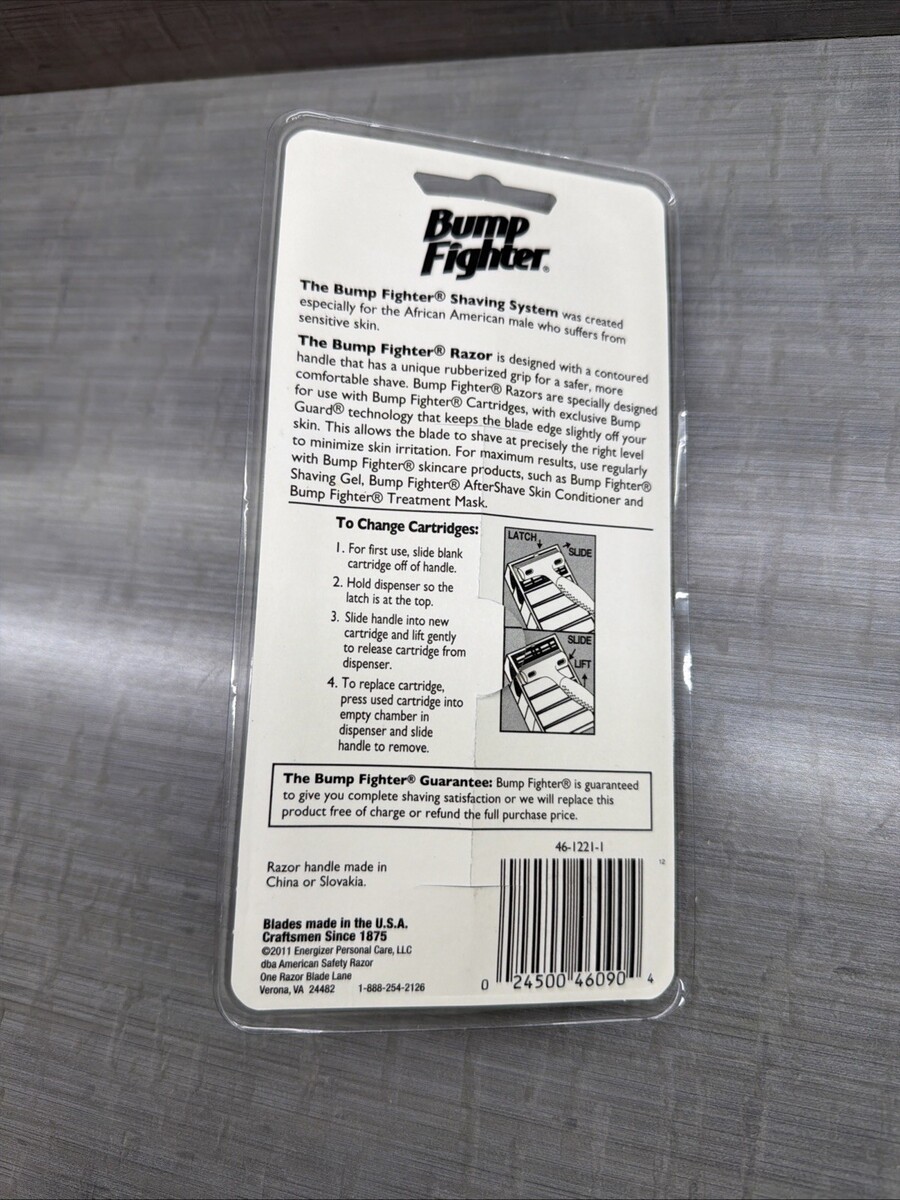 Bump
Fighter®
The Bump Fighter® Shaving System was created
especially for the African American male who suffers from
sensitive skin.
The Bump Fighter® Razor is designed with a contoured
handle that has a unique rubberized grip for a safer, more
comfortable shave. Bump Fighter® Razors are specially designed
for use with Bump Fighter® Cartridges, with exclusive Bump
Guard® technology that keeps the blade edge slightly off your
skin. This allows the blade to shave at precisely the right level
to minimize skin irritation. For maximum results, use regularly
with Bump Fighter® skincare products, such as Bump Fighter®
Shaving Gel, Bump Fighter® AfterShave Skin Conditioner and
Bump Fighter® Treatment Mask.
To Change Cartridges:
1. For first use, slide blank
cartridge off of handle.
2. Hold dispenser so the
latch is at the top.
3. Slide handle into new
cartridge and lift gently
to release cartridge from
dispenser.
4. To replace cartridge,
press used cartridge into
empty chamber in
dispenser and slide
handle to remove.
LATCH
SLIDE
SLIDE
LIFT
The Bump Fighter® Guarantee: Bump Fighter® is guaranteed
to give you complete shaving satisfaction or we will replace this
product free of charge or refund the full purchase price.
46-1221-1
12
Razor handle made in
China or Slovakia.
Blades made in the U.S.A.
Craftsmen Since 1875
©2011 Energizer Personal Care, LLC
dba American Safety Razor
One Razor Blade Lane
Verona, VA 24482 1-888-254-2126
0 24500 46090 4